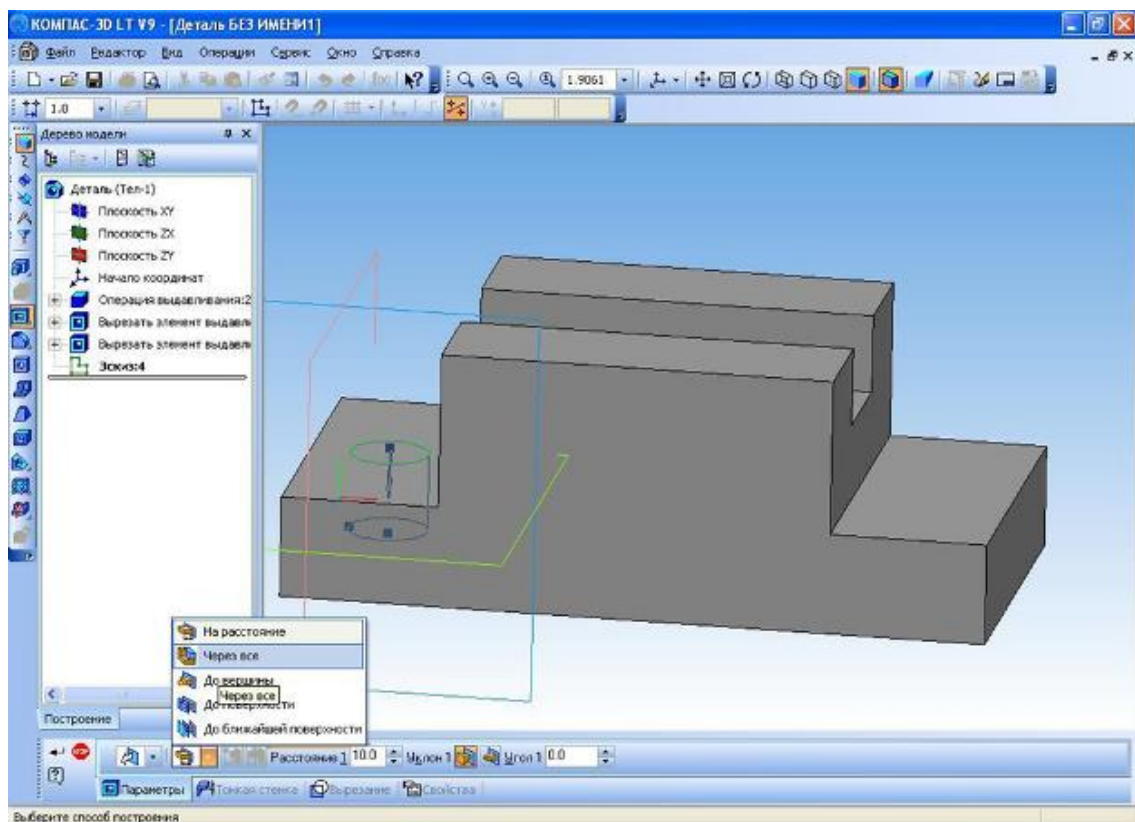 КОМПАС-3D LT V9 - [Деталь БЕЗ ИМЕНИ1]
Файл Редактор Вид Операции Сервис Окно Справка
1.9061
1.0
Дерево модели
Деталь (Тел-1)
Плоскость XY
Плоскость ZX
Плоскость ZY
Начало координат
Операция выдавливания:2
Вырезать элемент выдавли
Вырезать элемент выдавли
Эскиз:4
На расстояние
Через все
До вершины
Через все
До поверхности
До ближайшей поверхности
Построение
Расстояние 1 10.0 Уклон 1 Угол 1 0.0
Параметры Тонкая стенка Вырезание Свойства
Выберите способ построения